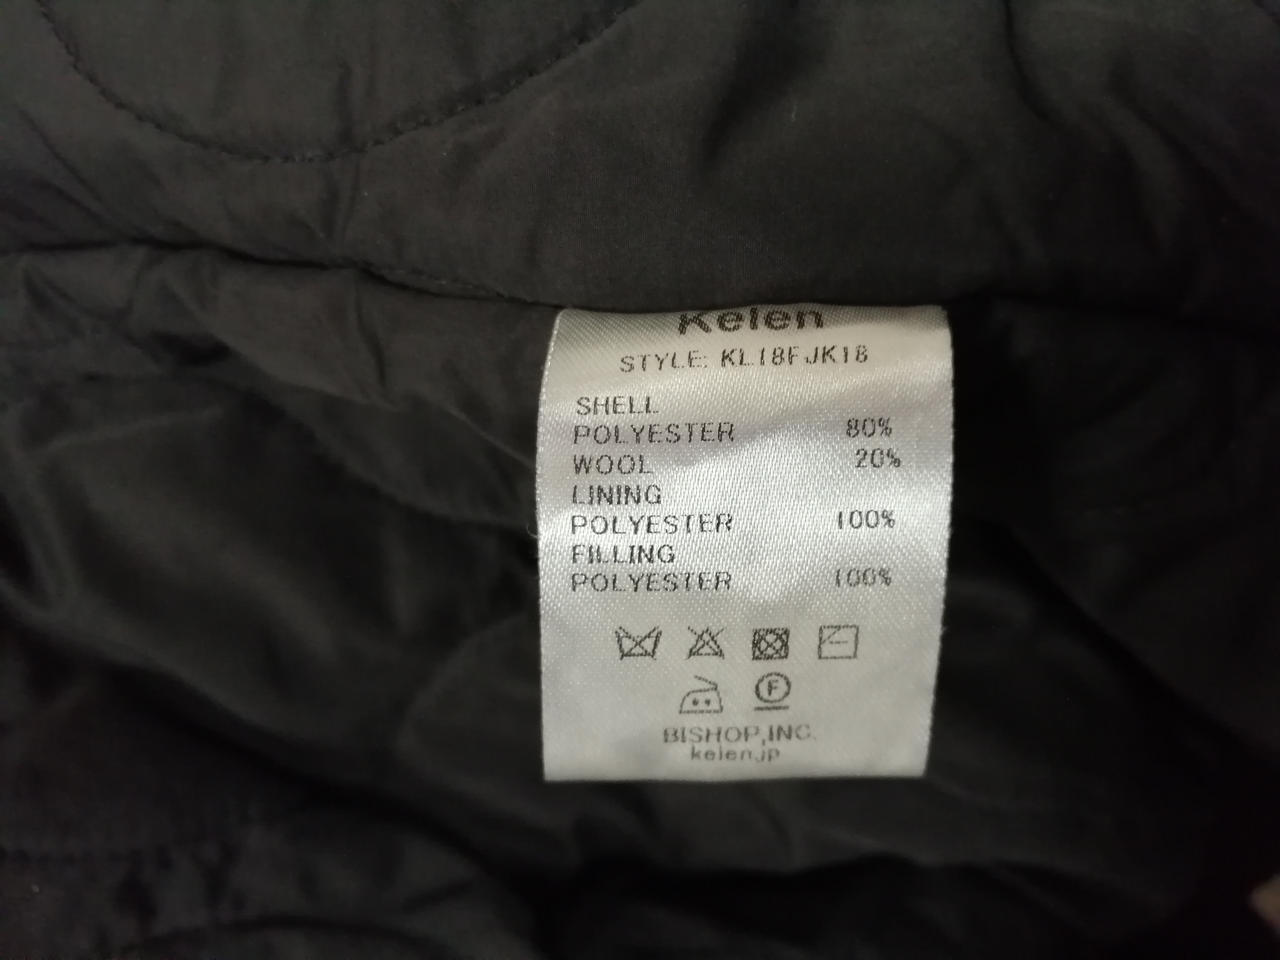 Kelen
STYLE: KL18FJK18
SHELL
POLYESTER 80%
WOOL 20%
LINING
POLYESTER 100%
FILLING
POLYESTER 100%
F
BISHOP,INC.
kelen.jp